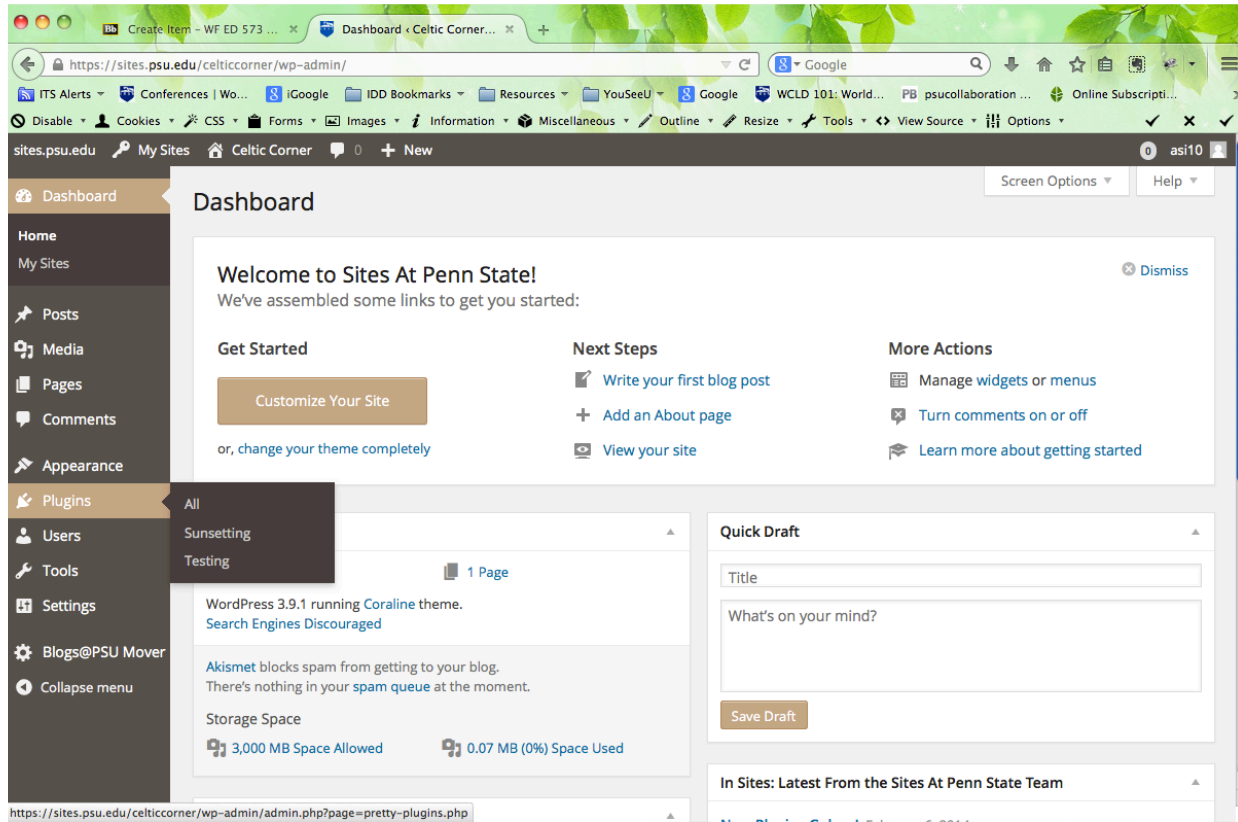 Create Item – WF ED 573 ...
Dashboard ‹ Celtic Corner...
https://sites.psu.edu/celticcorner/wp-admin/
Google
ITS Alerts
Conferences | Wo...
iGoogle
IDD Bookmarks
Resources
YouSeeU
Google
WCLD 101: World...
PB psucollaboration ...
Online Subscripti...
Disable
Cookies
CSS
Forms
Images
Information
Miscellaneous
Outline
Resize
Tools
View Source
Options
sites.psu.edu
My Sites
Celtic Corner
0
New
0
asi10
Dashboard
Home
My Sites
Posts
Media
Pages
Comments
Appearance
Plugins
Users
Tools
Settings
Blogs@PSU Mover
Collapse menu
All
Sunsetting
Testing
Screen Options
Help
Dashboard
Welcome to Sites At Penn State!
Dismiss
We've assembled some links to get you started:
Get Started
Customize Your Site
or, change your theme completely
Next Steps
Write your first blog post
Add an About page
View your site
More Actions
Manage widgets or menus
Turn comments on or off
Learn more about getting started
1 Page
WordPress 3.9.1 running Coraline theme.
Search Engines Discouraged
Akismet blocks spam from getting to your blog.
There's nothing in your spam queue at the moment.
Storage Space
3,000 MB Space Allowed
0.07 MB (0%) Space Used
Quick Draft
Title
What's on your mind?
Save Draft
In Sites: Latest From the Sites At Penn State Team
https://sites.psu.edu/celticcorner/wp-admin/admin.php?page=pretty-plugins.php